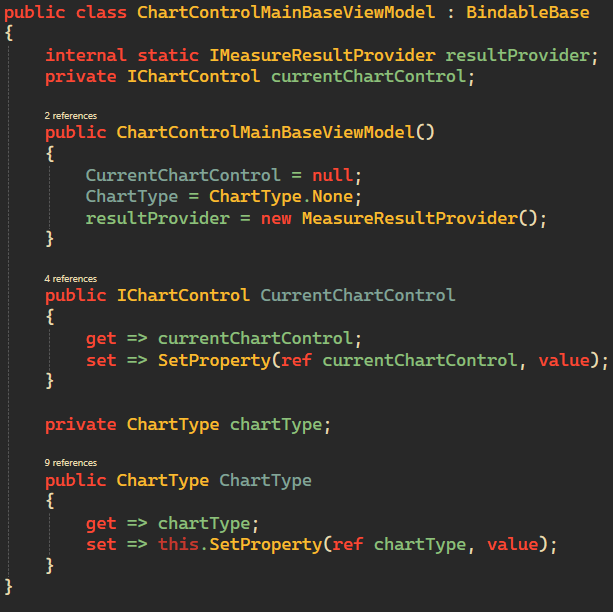 public class ChartControlMainBaseViewModel : BindableBase
{
internal static IMeasureResultProvider resultProvider;
private IChartControl currentChartControl;
2 references
public ChartControlMainBaseViewModel()
{
CurrentChartControl = null;
ChartType = ChartType.None;
resultProvider = new MeasureResultProvider();
}
4 references
public IChartControl CurrentChartControl
{
get => currentChartControl;
set => SetProperty(ref currentChartControl, value);
}
private ChartType chartType;
9 references
public ChartType ChartType
{
get => chartType;
set => this.SetProperty(ref chartType, value);
}
}